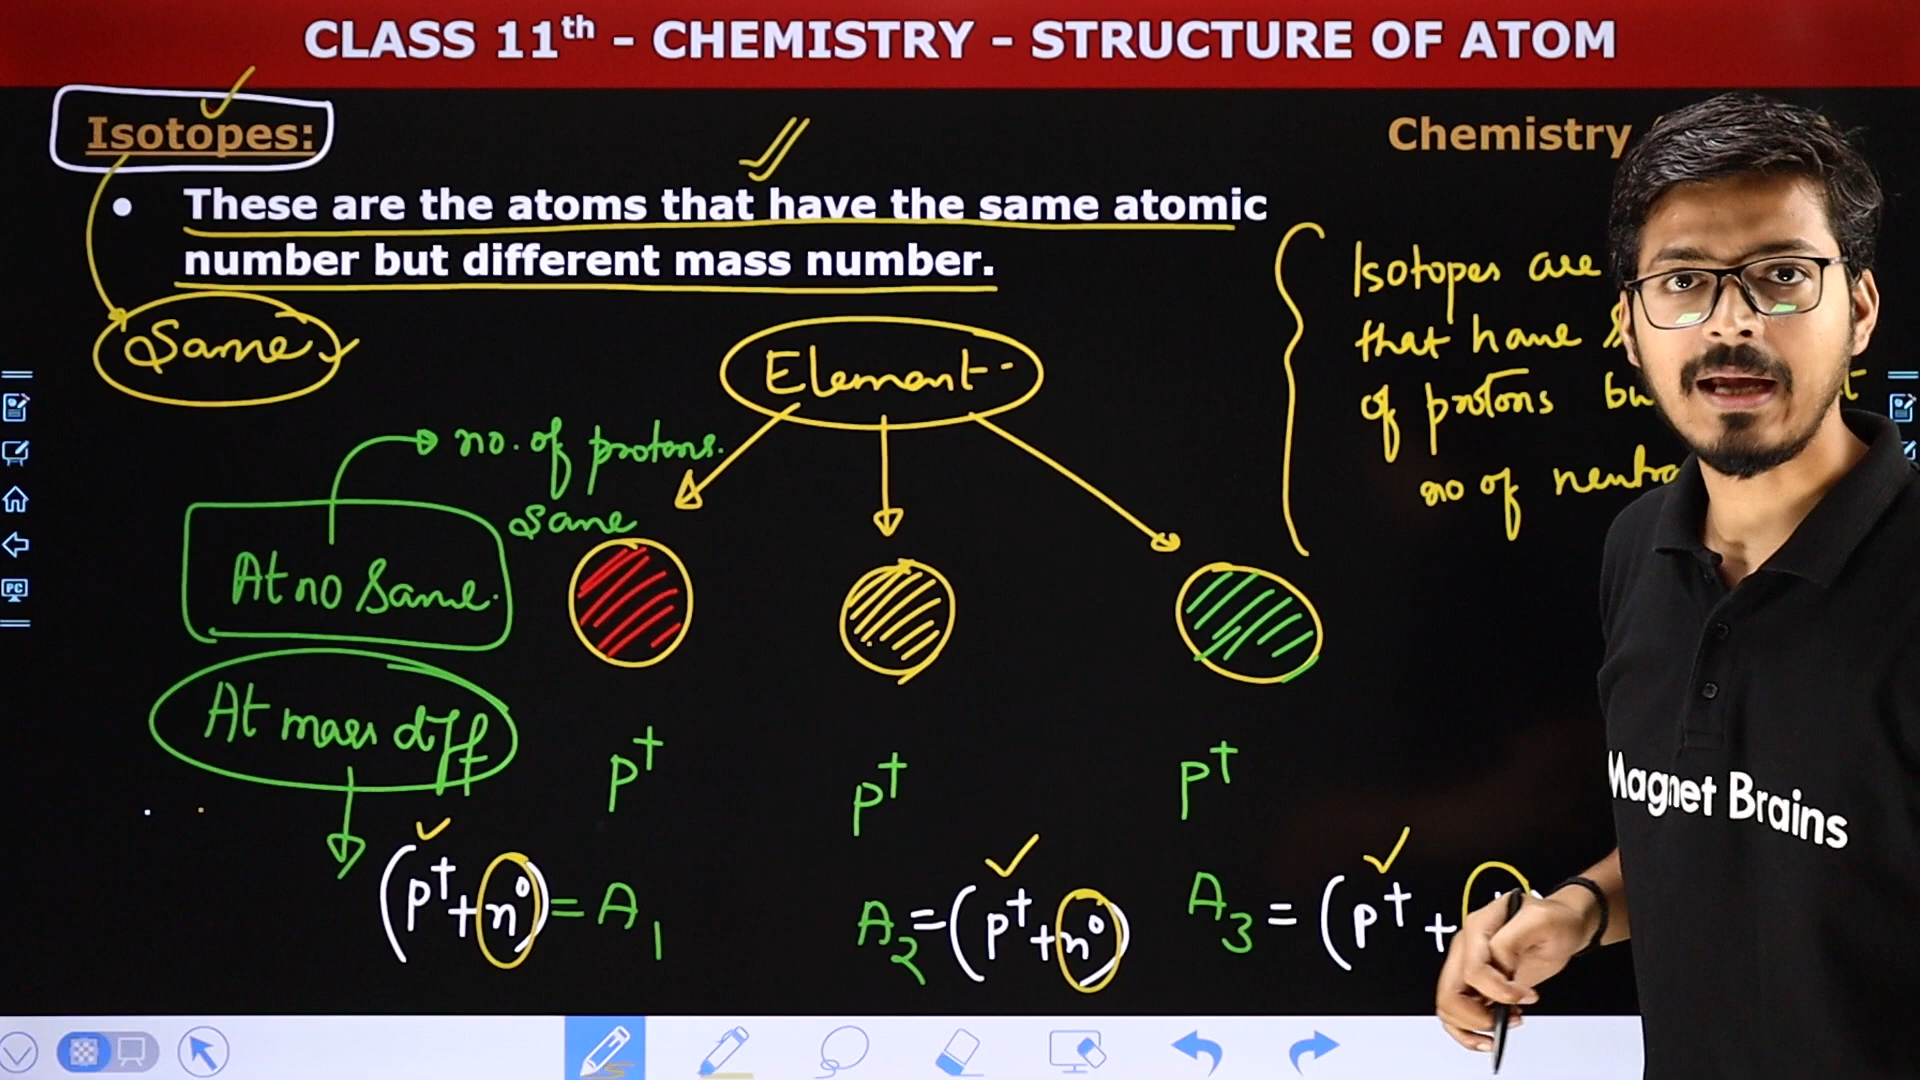 CLASS 11th - CHEMISTRY - STRUCTURE OF ATOM
Isotopes:
Chemistry
• These are the atoms that have the same atomic
number but different mass number.
Same
Element
Isotopes are
that have
of protons
no of
no. of protons.
same
At no Same.
At mass diff
p+
p+
p+
(p+ + n0) = A1
A2 = (p+ + n0)
A3 = (p+ +
Magnet Brains
PC